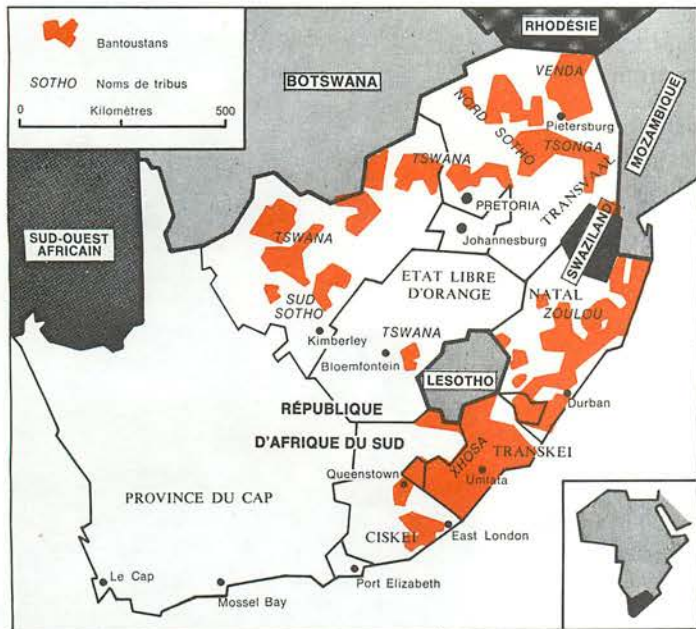 Bantoustans
SOTHO Noms de tribus
Kilomètres
0 500
RHODÉSIE
BOTSWANA
VENDA
NORD SOTHO
Pietersburg
TSONGA
MOZAMBIQUE
TSWANA
TRANSVAAL
PRETORIA
SUD-OUEST
AFRICAIN
TSWANA
Johannesburg
SWAZILAND
ETAT LIBRE
D'ORANGE
NATAL
SUD
SOTHO
ZOULOU
Kimberley
TSWANA
Bloemfontein
LESOTHO
Durban
RÉPUBLIQUE
D'AFRIQUE DU SUD
XHOSA
TRANSKEI
Queenstown
Umtata
PROVINCE DU CAP
CISKEI
East London
Le Cap
Port Elizabeth
Mossel Bay